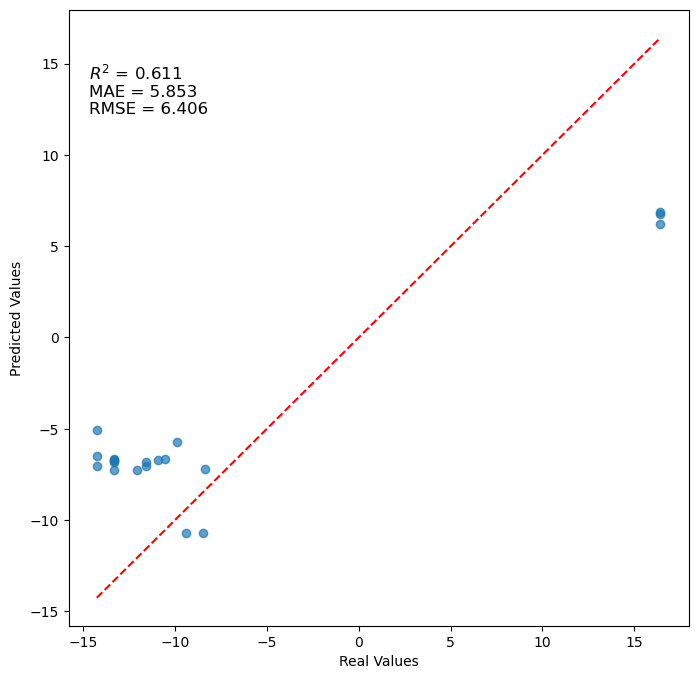 R² = 0.611
MAE = 5.853
RMSE = 6.406
15
10
5
0
−5
−10
−15
Predicted Values
−15 −10 −5 0 5 10 15
Real Values